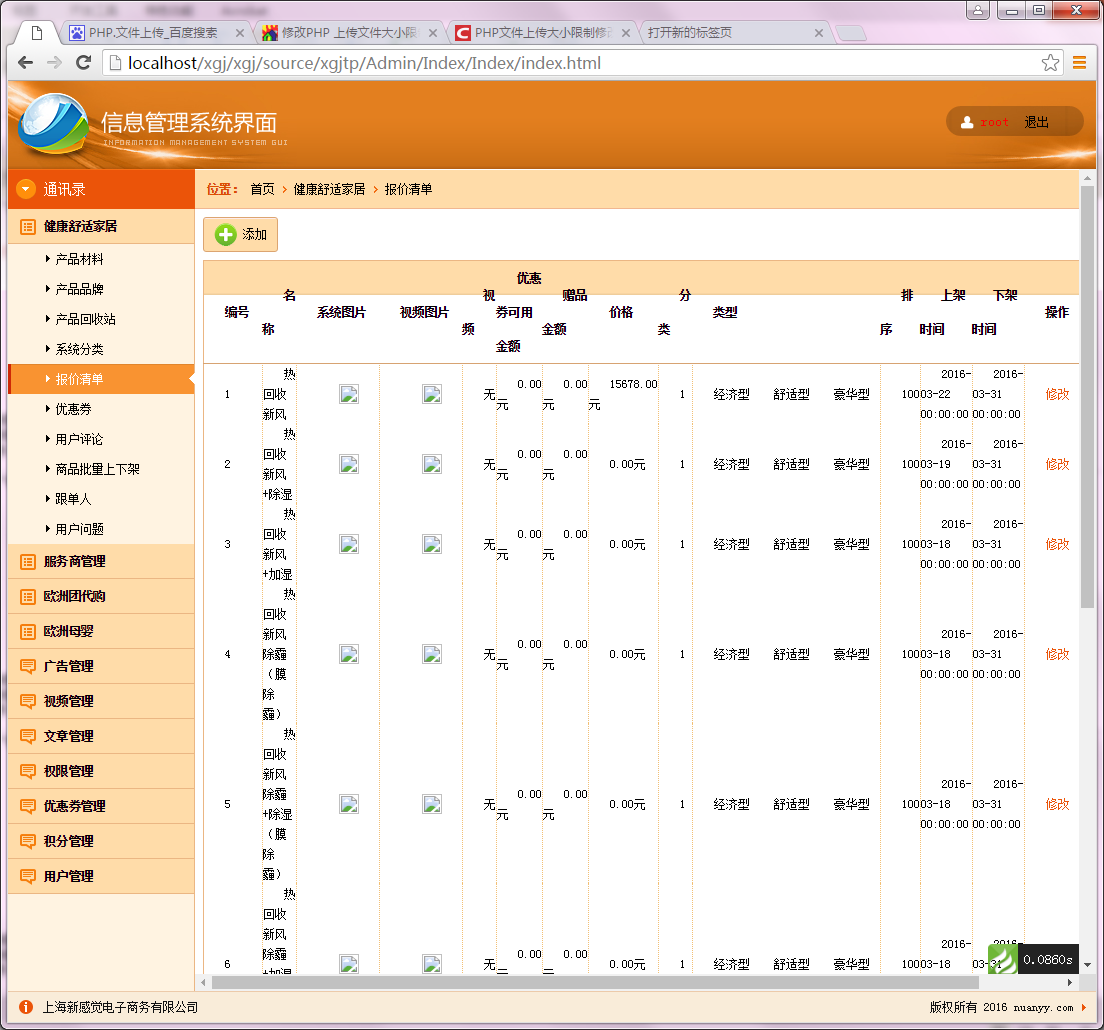 PHP.文件上传_百度搜索
修改PHP 上传文件大小限
PHP文件上传大小限制修改
打开新的标签页
localhost/xgj/xgj/source/xgjtp/Admin/Index/Index/index.html
信息管理系统界面
INFORMATION MANAGEMENT SYSTEM GUI
root 退出
通讯录
位置： 首页 健康舒适家居 报价清单
健康舒适家居
产品材料
产品品牌
产品回收站
系统分类
报价清单
优惠券
用户评论
商品批量上下架
跟单人
用户问题
服务商管理
欧洲团代购
欧洲母婴
广告管理
视频管理
文章管理
权限管理
优惠券管理
积分管理
用户管理
添加
编号 名称 系统图片 视频图片 视频 优惠券可用金额 赠品金额 价格 分类 类型 排序 上架时间 下架时间 操作
1 热回收新风 无 0.00元 0.00元 15678.00元 1 经济型 舒适型 豪华型 100 2016-03-22 00:00:00 2016-03-31 00:00:00 修改
2 热回收新风+除湿 无 0.00元 0.00元 0.00元 1 经济型 舒适型 豪华型 100 2016-03-19 00:00:00 2016-03-31 00:00:00 修改
3 热回收新风+加湿 无 0.00元 0.00元 0.00元 1 经济型 舒适型 豪华型 100 2016-03-18 00:00:00 2016-03-31 00:00:00 修改
4 热回收新风除霾（膜除霾） 无 0.00元 0.00元 0.00元 1 经济型 舒适型 豪华型 100 2016-03-18 00:00:00 2016-03-31 00:00:00 修改
5 热回收新风除霾+除湿（膜除霾） 无 0.00元 0.00元 0.00元 1 经济型 舒适型 豪华型 100 2016-03-18 00:00:00 2016-03-31 00:00:00 修改
6 热回收新风除霾+加湿 无 0.00元 0.00元 0.00元 1 经济型 舒适型 豪华型 100 2016-03-18 2016-03-31
0.0860s
上海新感觉电子商务有限公司
版权所有 2016 nuanyy.com